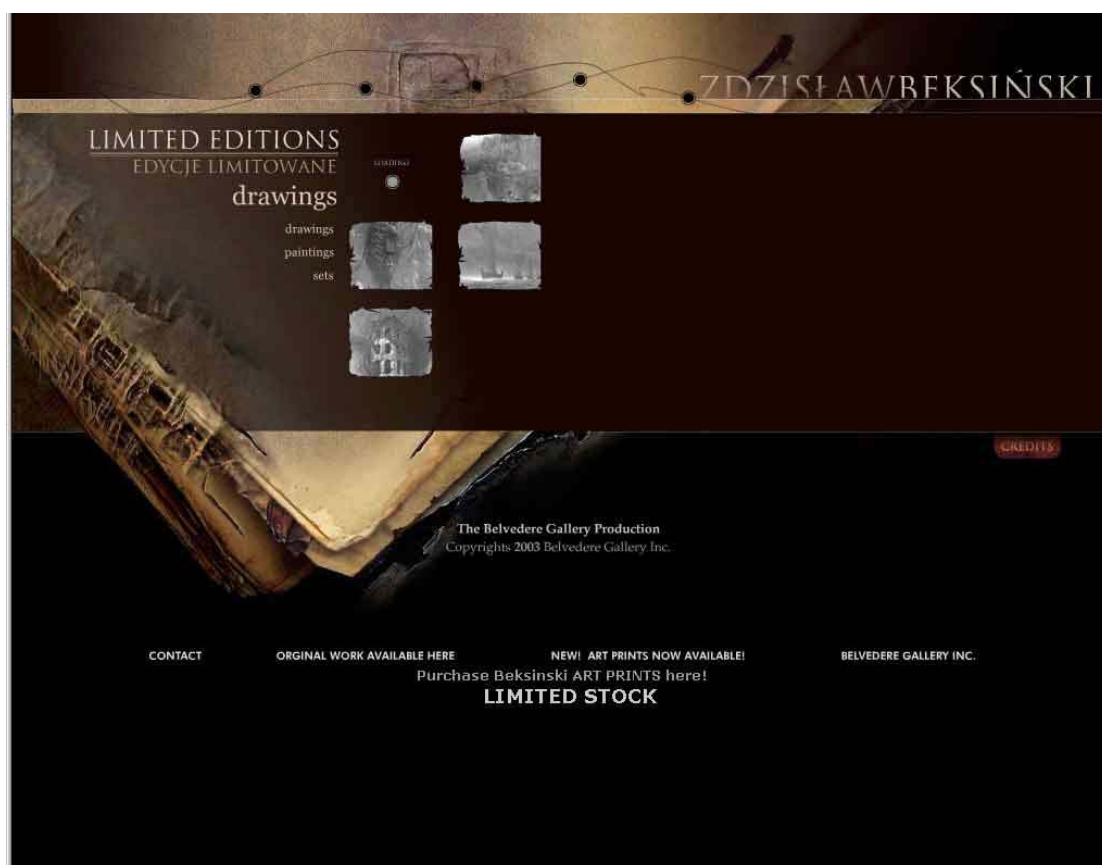 ZDZISŁAWBEKSIŃSKI
LIMITED EDITIONS
EDYCJE LIMITOWANE
drawings
LOADING
drawings
paintings
sets
CREDITS
The Belvedere Gallery Production
Copyrights 2003 Belvedere Gallery Inc.
CONTACT
ORGINAL WORK AVAILABLE HERE
NEW! ART PRINTS NOW AVAILABLE!
BELVEDERE GALLERY INC.
Purchase Beksinski ART PRINTS here!
LIMITED STOCK